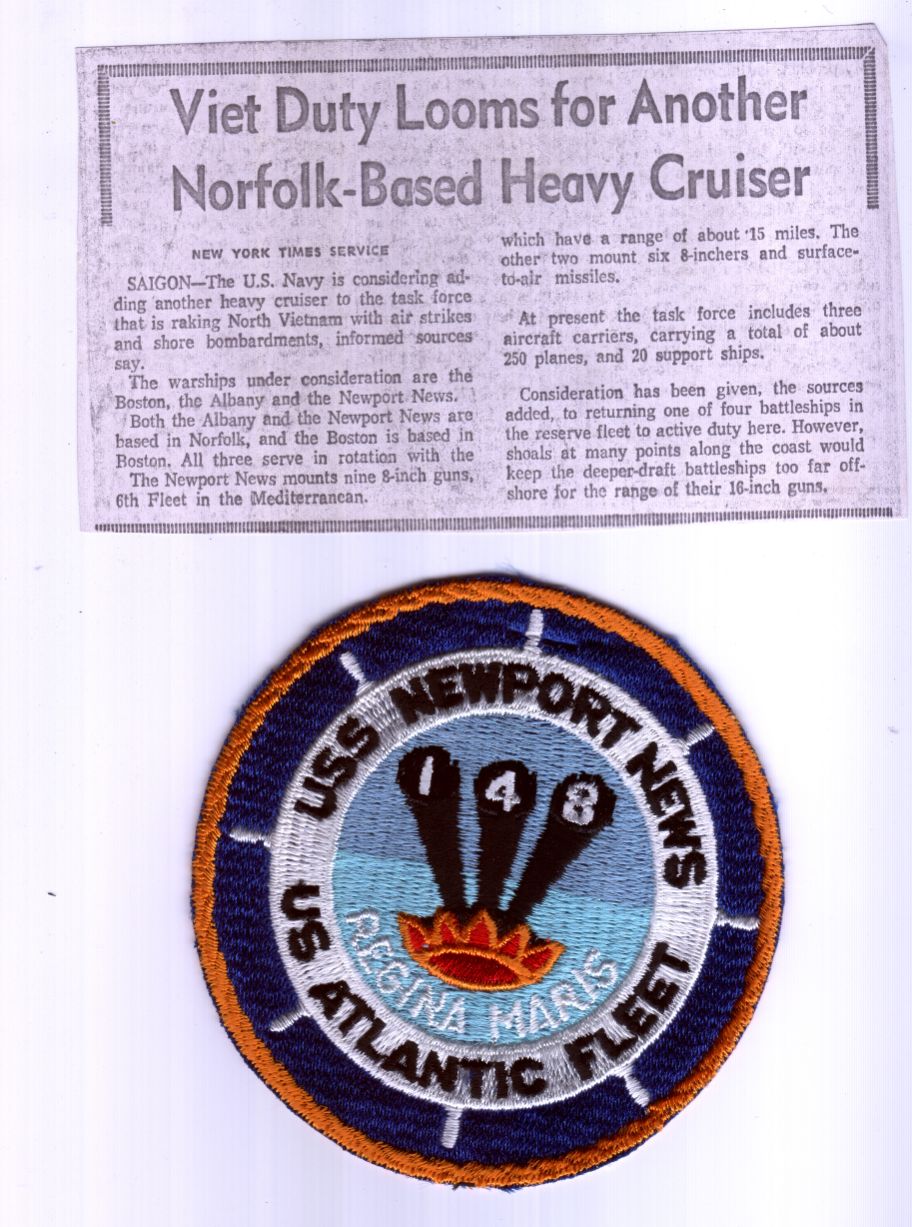 Viet Duty Looms for Another
Norfolk-Based Heavy Cruiser
NEW YORK TIMES SERVICE
SAIGON—The U.S. Navy is considering ad-
ding another heavy cruiser to the task force
that is raking North Vietnam with air strikes
and shore bombardments, informed sources
say.
The warships under consideration are the
Boston, the Albany and the Newport News.
Both the Albany and the Newport News are
based in Norfolk, and the Boston is based in
Boston. All three serve in rotation with the
The Newport News mounts nine 8-inch guns,
6th Fleet in the Mediterranean.
which have a range of about 15 miles. The
other two mount six 8-inchers and surface-
to-air missiles.
At present the task force includes three
aircraft carriers, carrying a total of about
250 planes, and 20 support ships.
Consideration has been given, the sources
added, to returning one of four battleships in
the reserve fleet to active duty here. However,
shoals at many points along the coast would
keep the deeper-draft battleships too far off-
shore for the range of their 16-inch guns.
USS NEWPORT NEWS
1 4 8
REGINA MARIS
US ATLANTIC FLEET